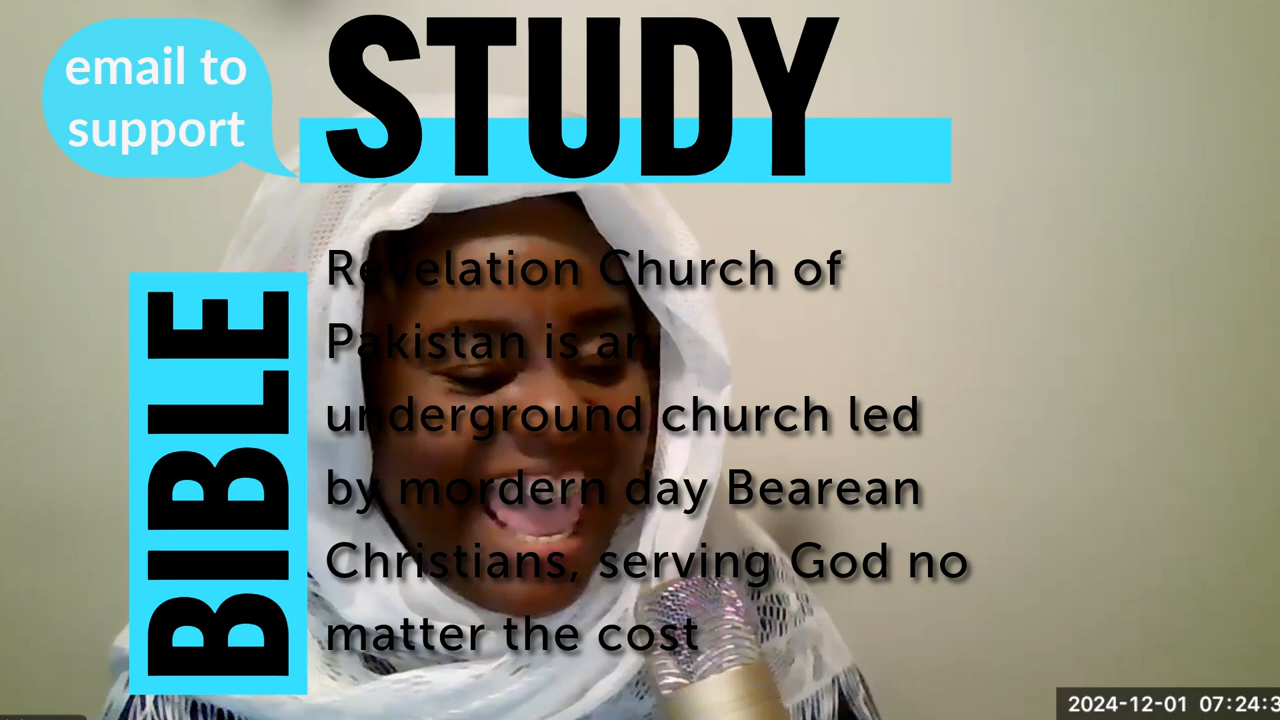 email to
support
STUDY
BIBLE
Revelation Church of
Pakistan is an
underground church led
by mordern day Bearean
Christians, serving God no
matter the cost
2024-12-01 07:24:3